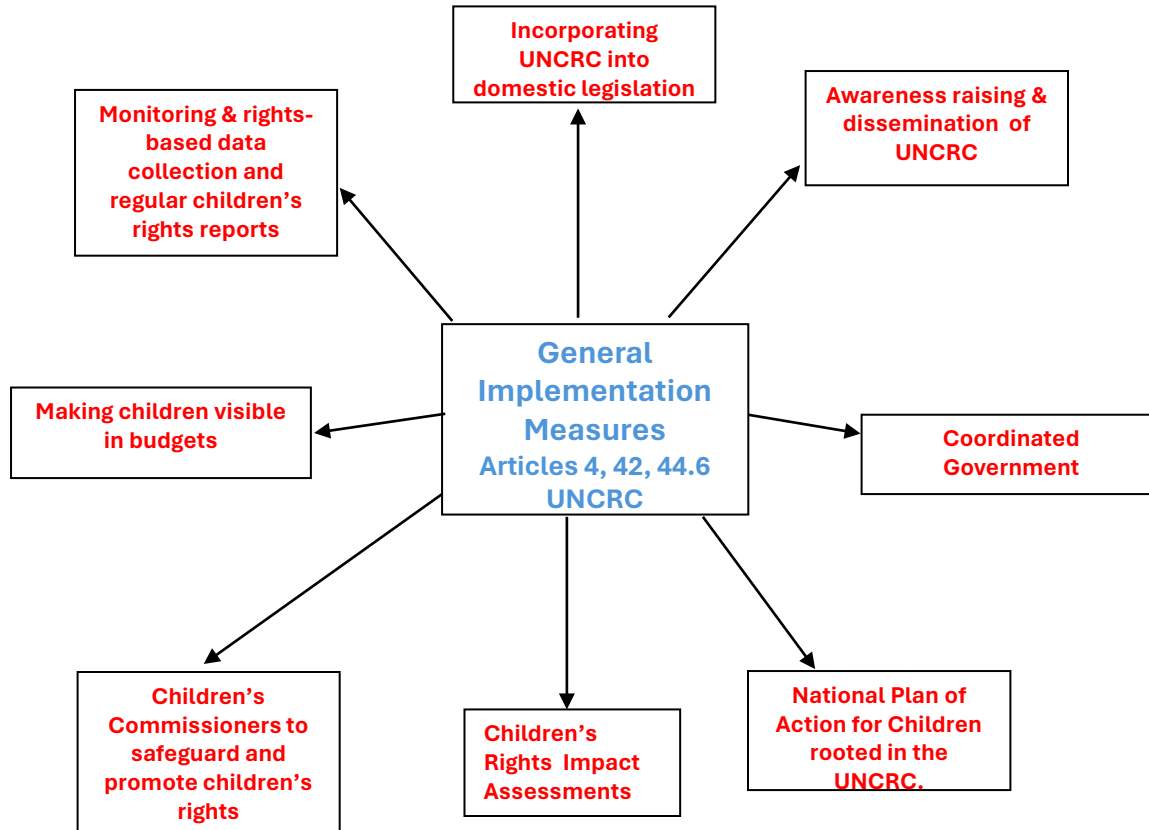 Incorporating
UNCRC into
domestic legislation
Monitoring & rights-
based data
collection and
regular children’s
rights reports
Awareness raising &
dissemination of
UNCRC
General
Implementation
Measures
Articles 4, 42, 44.6
UNCRC
Making children visible
in budgets
Coordinated
Government
Children’s
Commissioners to
safeguard and
promote children’s
rights
Children’s
Rights Impact
Assessments
National Plan of
Action for Children
rooted in the
UNCRC.